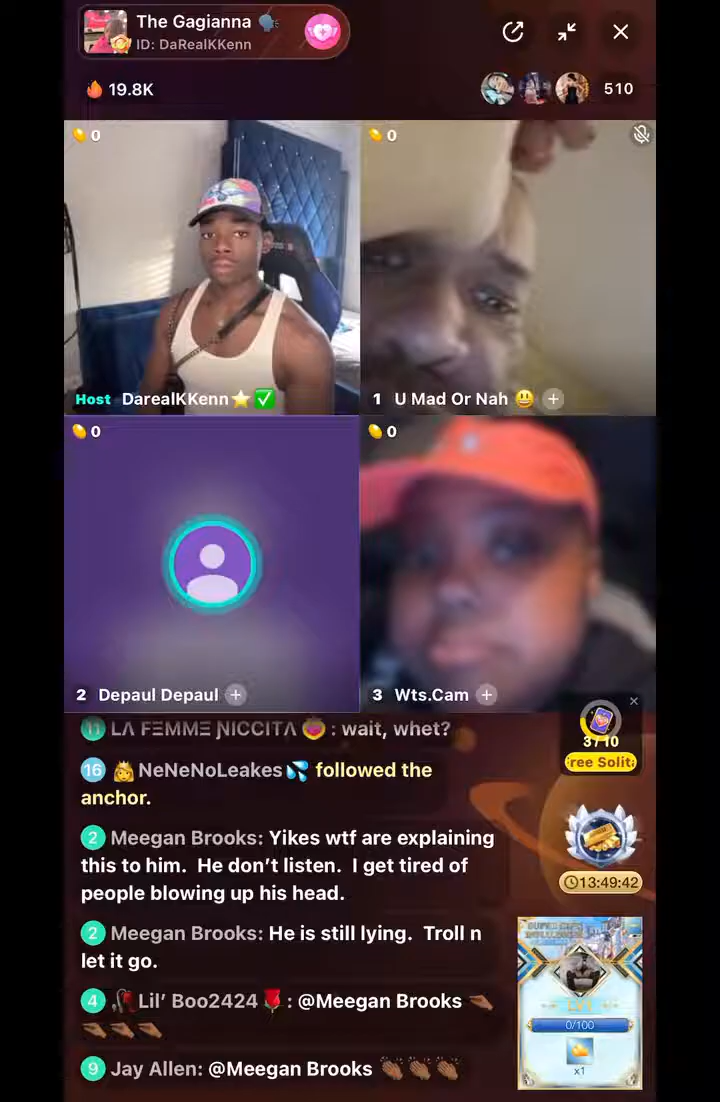 The Gagianna 🗣️
ID: DaRealKKenn
🔥 19.8K
510
0
0
Host DarealKKenn⭐✅
1 U Mad Or Nah 😃 +
0
0
2 Depaul Depaul +
3 Wts.Cam +
11 LΛ FΞMMΞ ƝICCITΛ : wait, whet?
3/10
ree Solita
16 👸 NeNeNoLeakes💦 followed the
anchor.
2 Meegan Brooks: Yikes wtf are explaining
this to him.  He don’t listen.  I get tired of
people blowing up his head.
13:49:42
2 Meegan Brooks: He is still lying.  Troll n
let it go.
4 🥀Lil’ Boo2424🌹: @Meegan Brooks
9 Jay Allen: @Meegan Brooks 👏🏾👏🏾👏🏾
0/100
x1